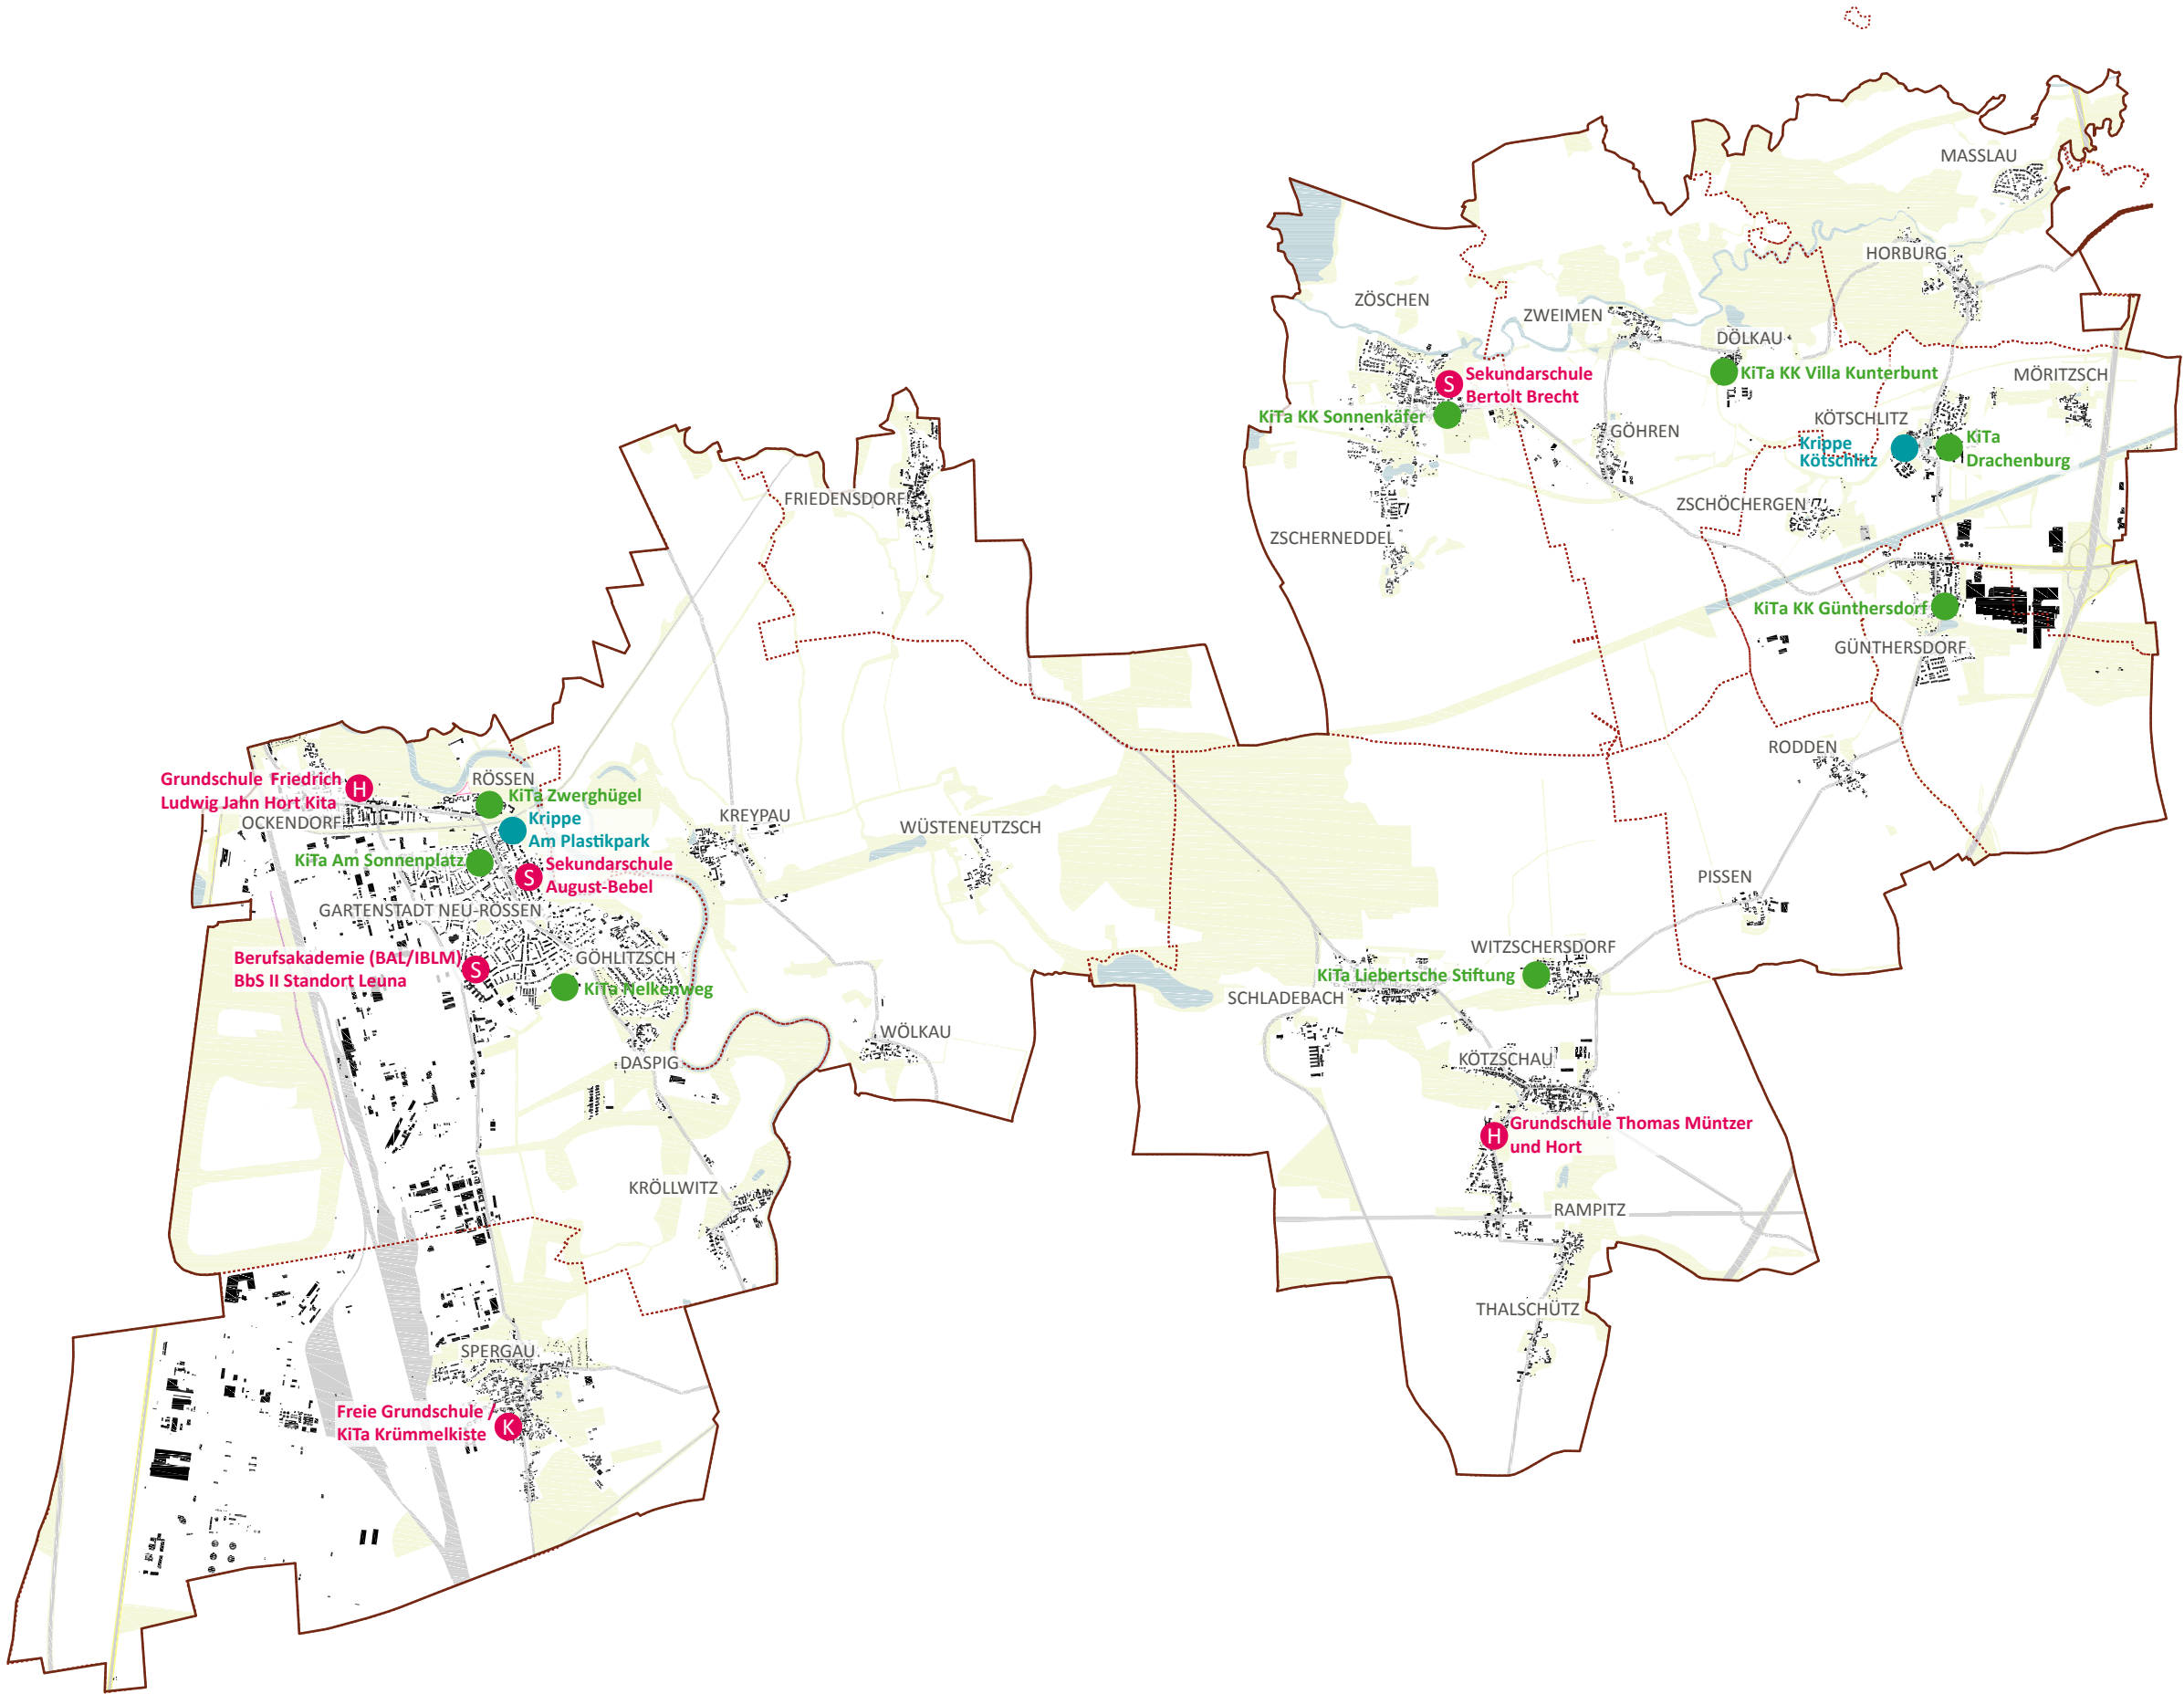 MASSLAU
HORBURG
ZÖSCHEN
ZWEIMEN
DÖLKAU
S Sekundarschule
Bertolt Brecht
KiTa KK Villa Kunterbunt
MÖRITZSCH
KiTa KK Sonnenkäfer
GÖHREN
KÖTSCHLITZ
Krippe
Kötschlitz
KiTa
Drachenburg
FRIEDENSDORF
ZSCHÖCHERGEN
ZSCHERNEDDEL
KiTa KK Günthersdorf
GÜNTHERSDORF
RODDEN
Grundschule Friedrich
Ludwig Jahn Hort Kita
H
OCKENDORF
RÖSSEN
KiTa Zwerghügel
Krippe
Am Plastikpark
KREYPAU
WÜSTENEUTZSCH
KiTa Am Sonnenplatz
S Sekundarschule
August-Bebel
PISSEN
GARTENSTADT NEU-RÖSSEN
Berufsakademie (BAL/IBLM)
BbS II Standort Leuna
S
GÖHLITZSCH
KiTa Nelkenweg
WITZSCHERSDORF
KiTa Liebertsche Stiftung
SCHLADEBACH
WÖLKAU
DASPIG
KÖTZSCHAU
H Grundschule Thomas Müntzer
und Hort
KRÖLLWITZ
RAMPITZ
THALSCHÜTZ
SPERGAU
Freie Grundschule /
KiTa Krümmelkiste
K